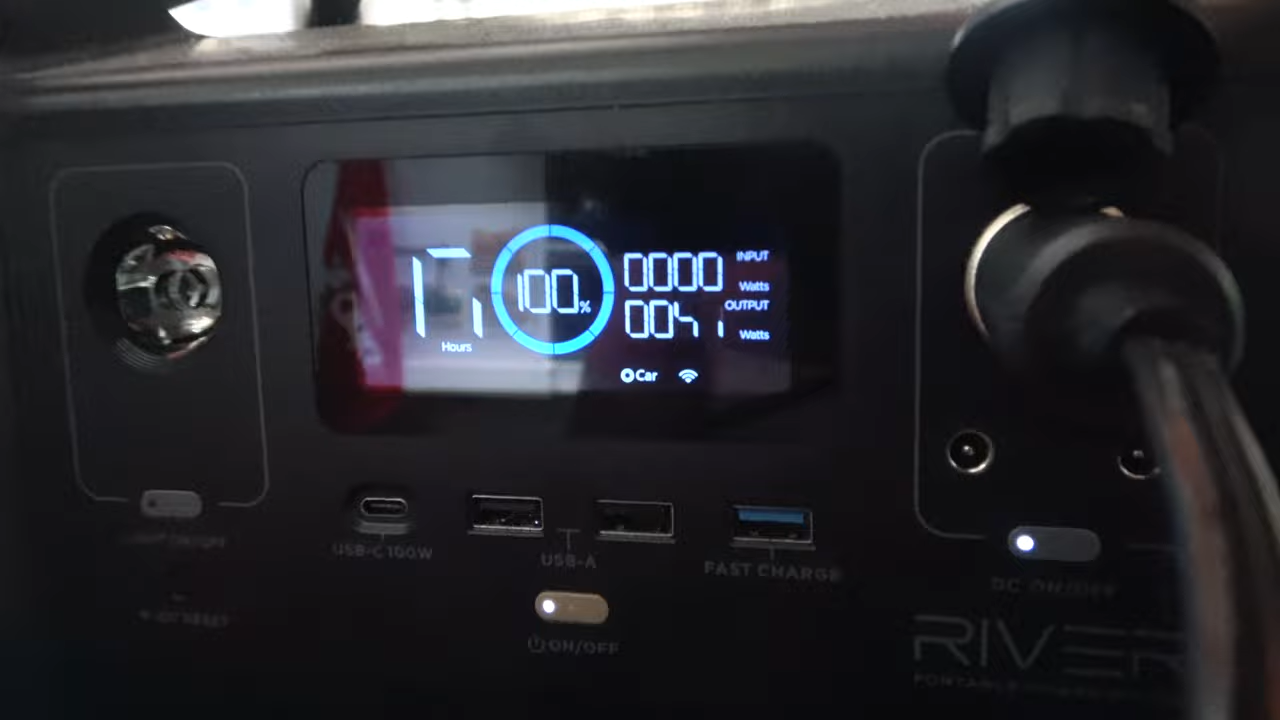 17
Hours
100%
0000
INPUT
Watts
0041
OUTPUT
Watts
Car
USB-C 100W
USB-A
FAST CHARGE
DC ON/OFF
ON/OFF
RIVER